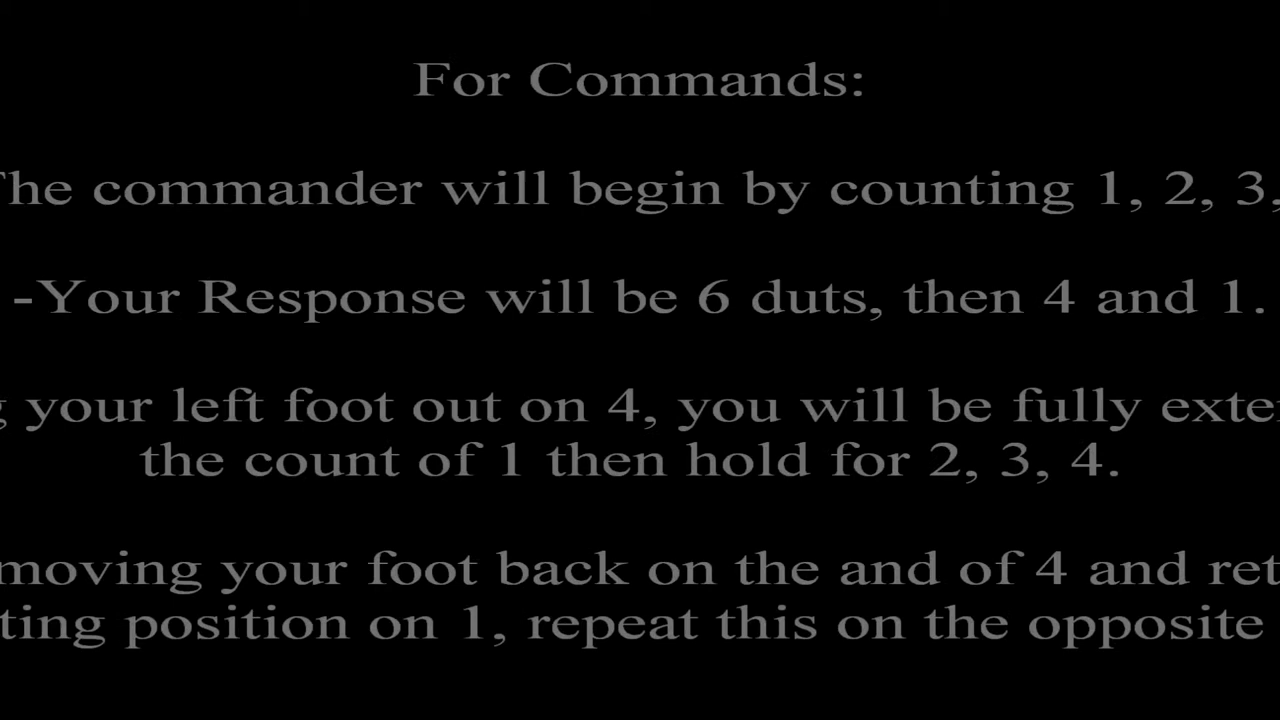 For Commands:
The commander will begin by counting 1, 2, 3,
-Your Response will be 6 duts, then 4 and 1.
your left foot out on 4, you will be fully
the count of 1 then hold for 2, 3, 4.
moving your foot back on the and of 4 and
position on 1, repeat this on the opposite